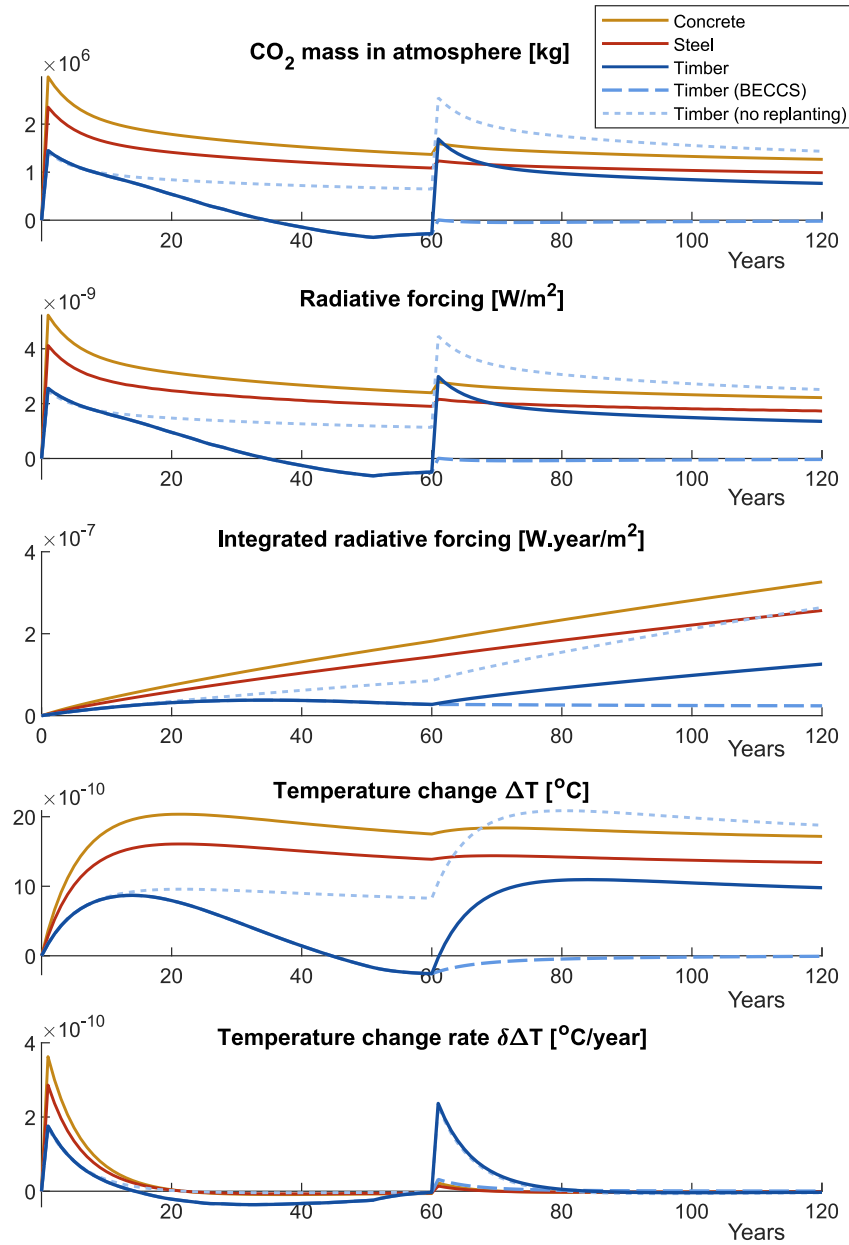 Concrete
Steel
Timber
Timber (BECCS)
Timber (no replanting)
CO2 mass in atmosphere [kg]
×10^6
2
1
0
20 40 60 80 100 120
Years
Radiative forcing [W/m^2]
×10^-9
4
2
0
20 40 60 80 100 120
Years
Integrated radiative forcing [W.year/m^2]
×10^-7
4
2
0
0 20 40 60 80 100 120
Years
Temperature change ΔT [°C]
×10^-10
20
10
0
20 40 60 80 100 120
Years
Temperature change rate δΔT [°C/year]
×10^-10
4
2
0
20 40 60 80 100 120
Years